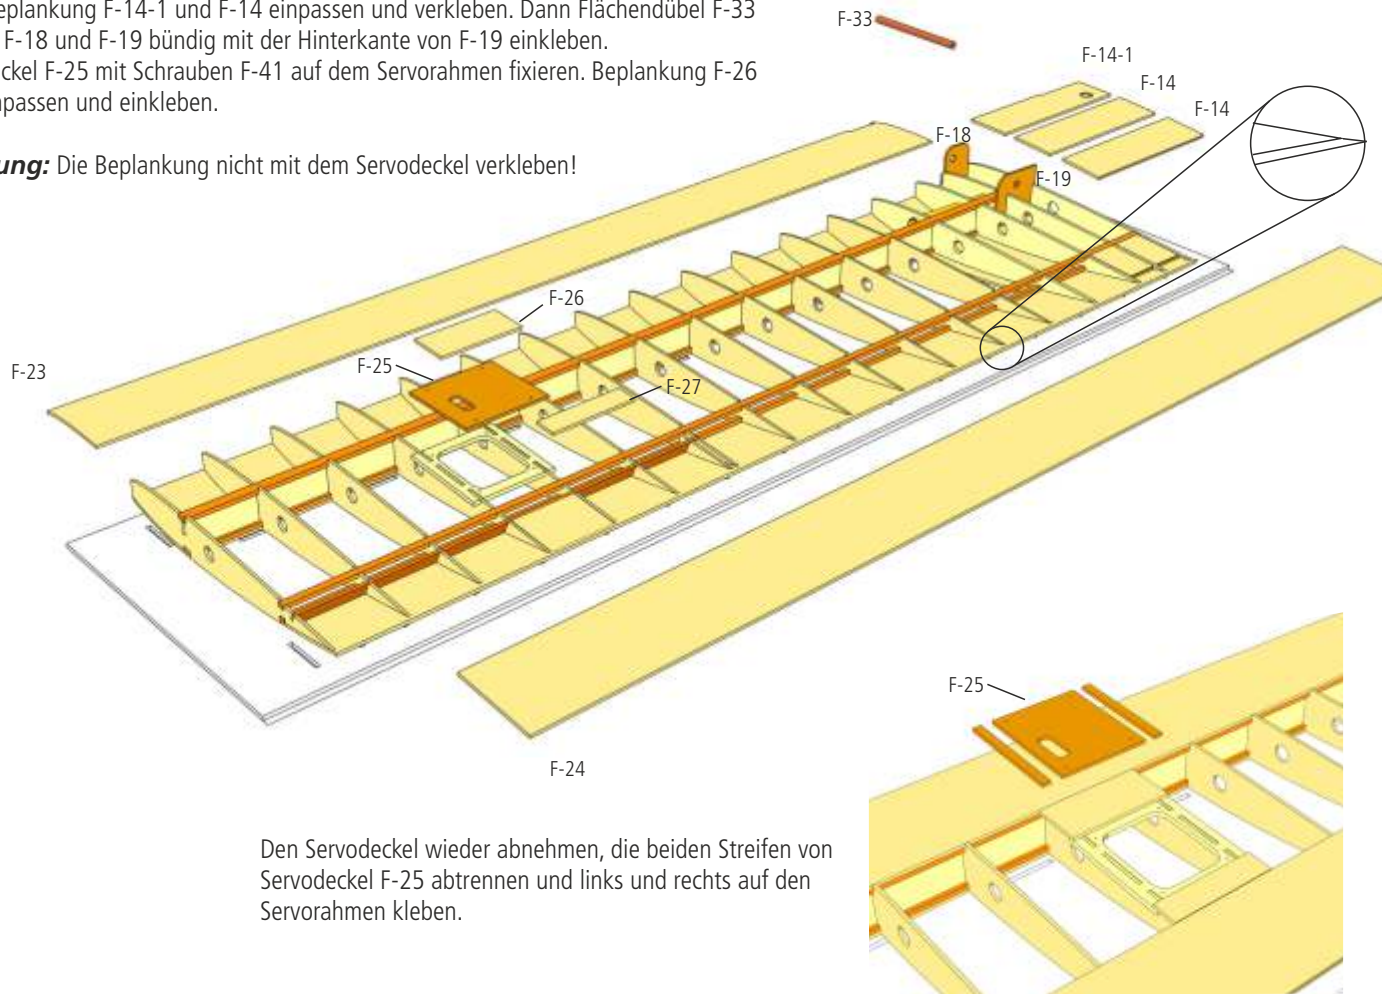 eplankung F-14-1 und F-14 einpassen und verkleben. Dann Flächendübel F-33
F-18 und F-19 bündig mit der Hinterkante von F-19 einkleben.
ckel F-25 mit Schrauben F-41 auf dem Servorahmen fixieren. Beplankung F-26
passen und einkleben.
ung: Die Beplankung nicht mit dem Servodeckel verkleben!
F-33
F-14-1
F-14
F-14
F-18
F-19
F-26
F-25
F-27
F-23
F-24
F-25
Den Servodeckel wieder abnehmen, die beiden Streifen von
Servodeckel F-25 abtrennen und links und rechts auf den
Servorahmen kleben.